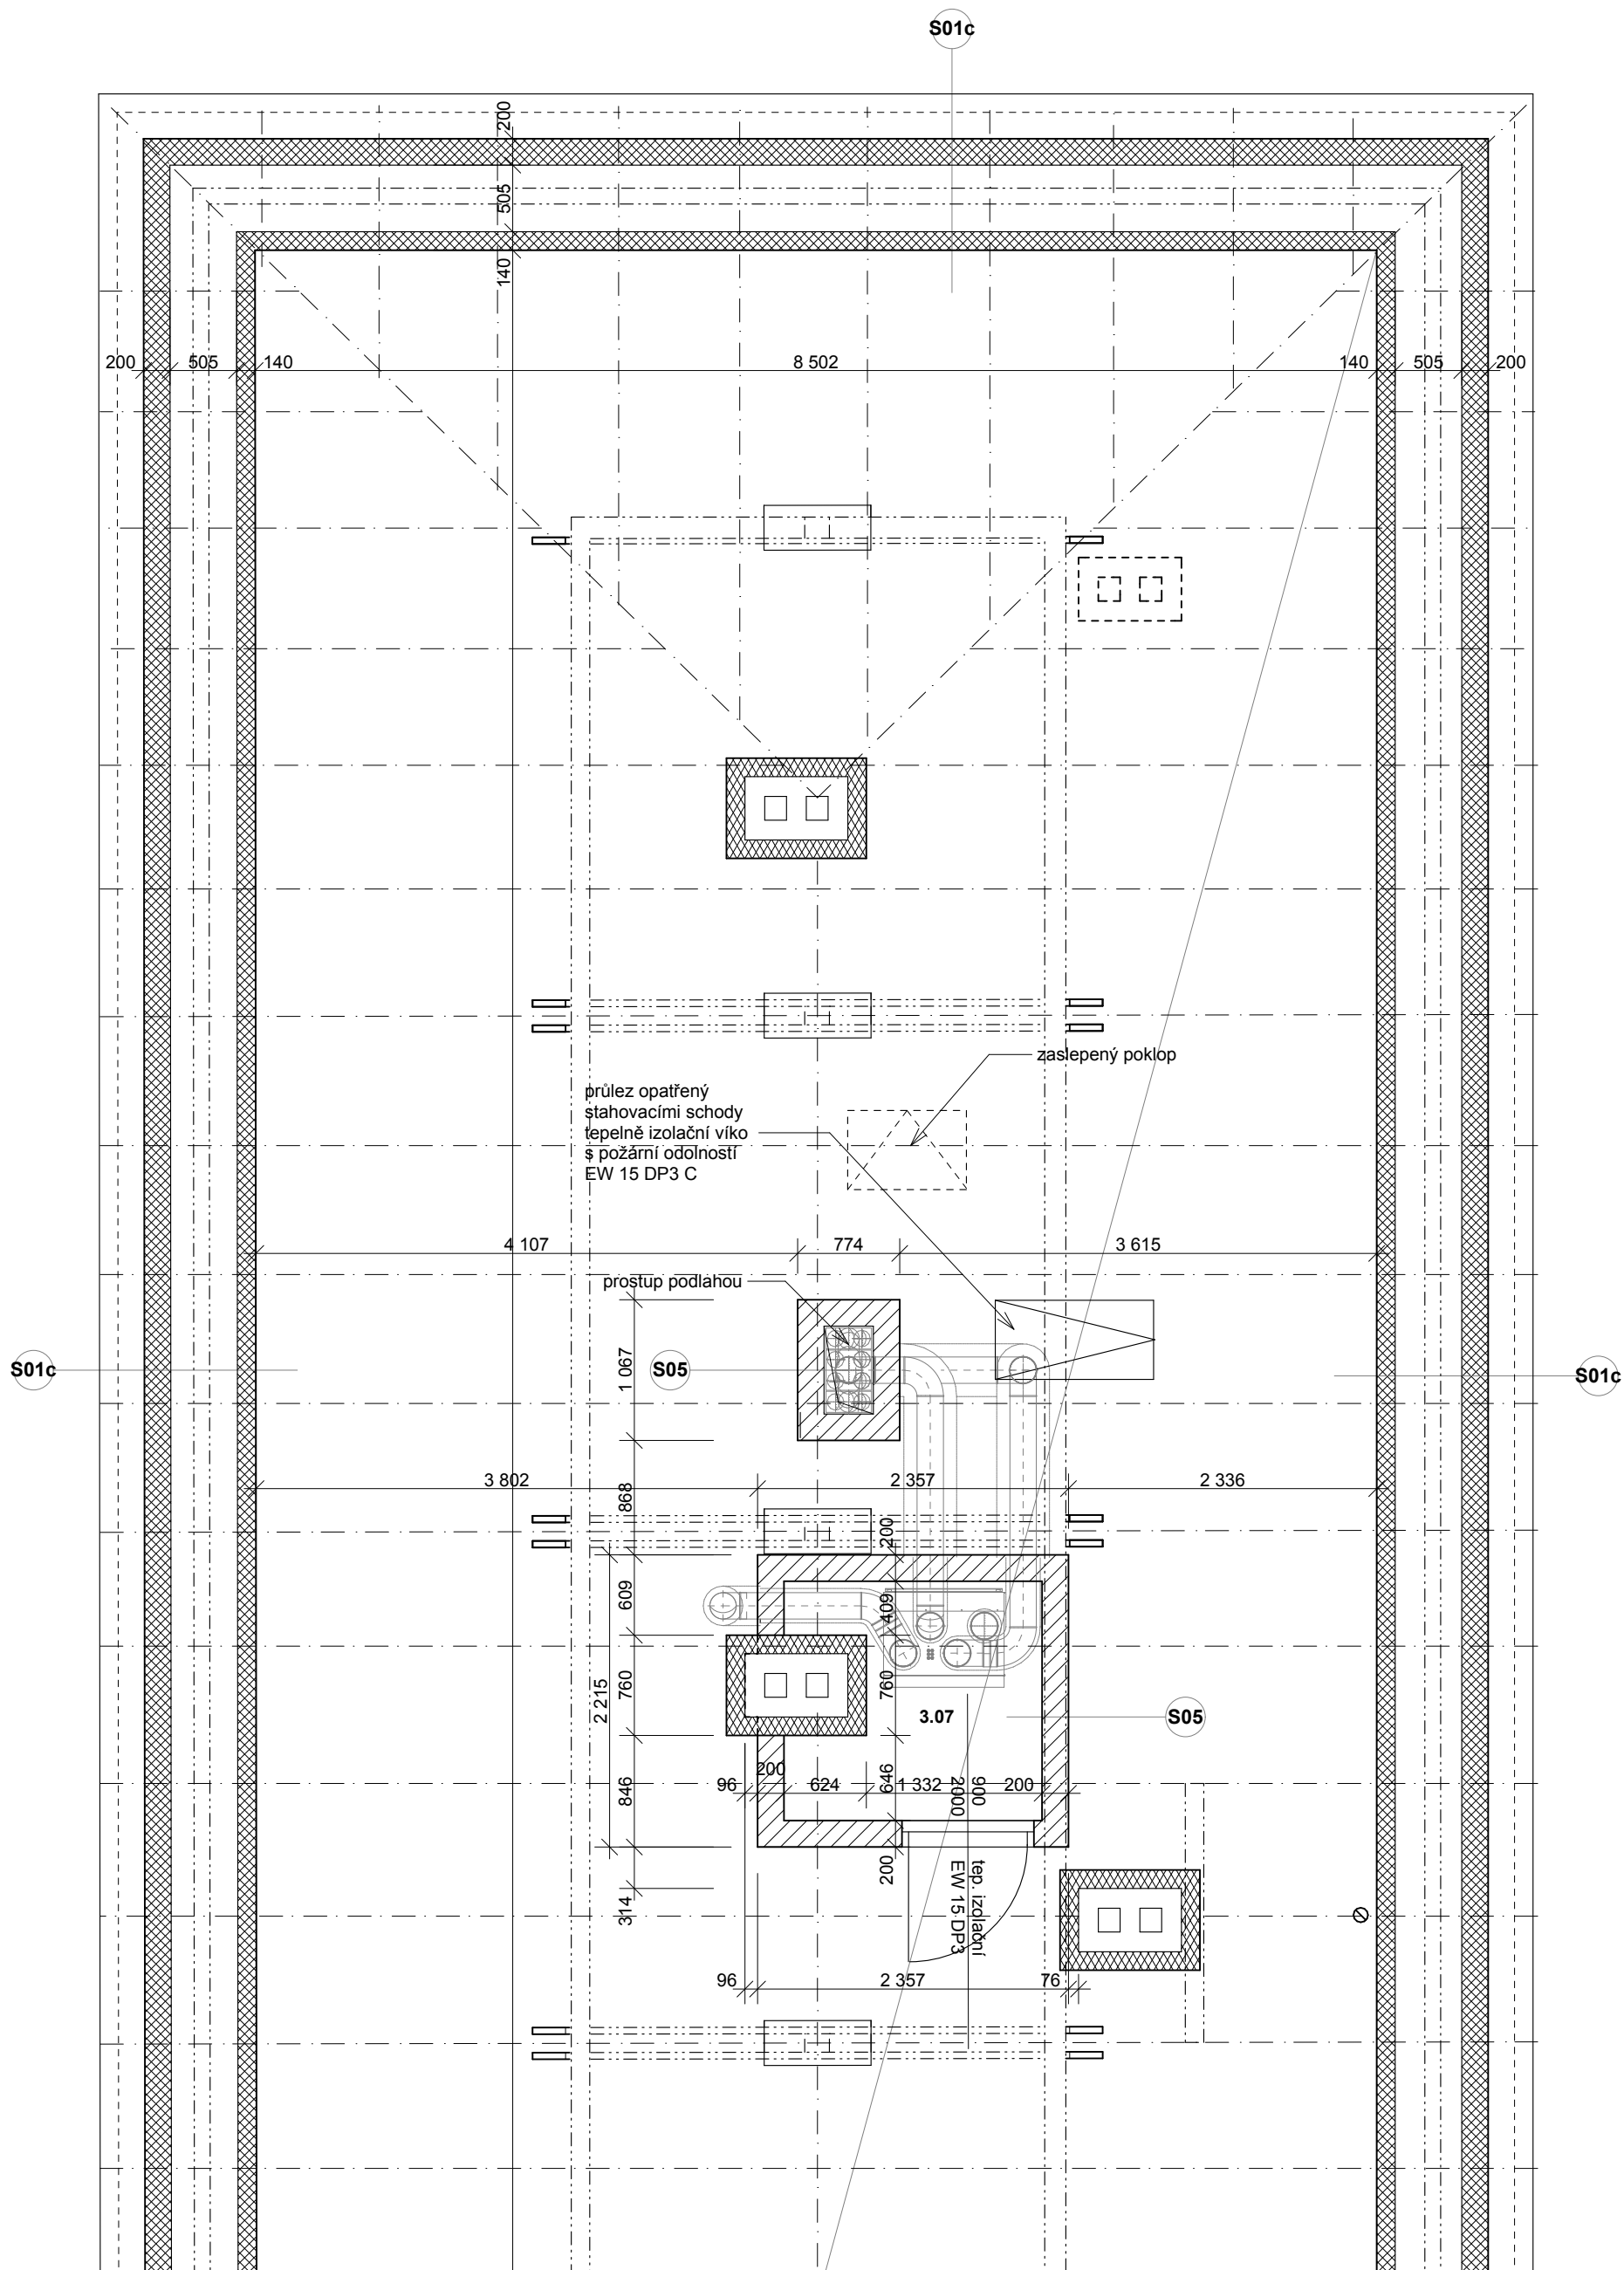 S01c
200
505
140
200
505
140
8 502
140
505
200
zaslepený poklop
průlez opatřený
stahovacími schody
tepelně izolační víko
s požární odolností
EW 15 DP3 C
4 107
774
3 615
prostup podlahou
S01c
S05
S01c
1 067
3 802
2 357
2 336
868
200
609
409
2 215
760
760
3.07
S05
846
646
200
96
624
1 332
200
900
2000
200
tep. izolační
EW 15 DP3
314
96
2 357
76